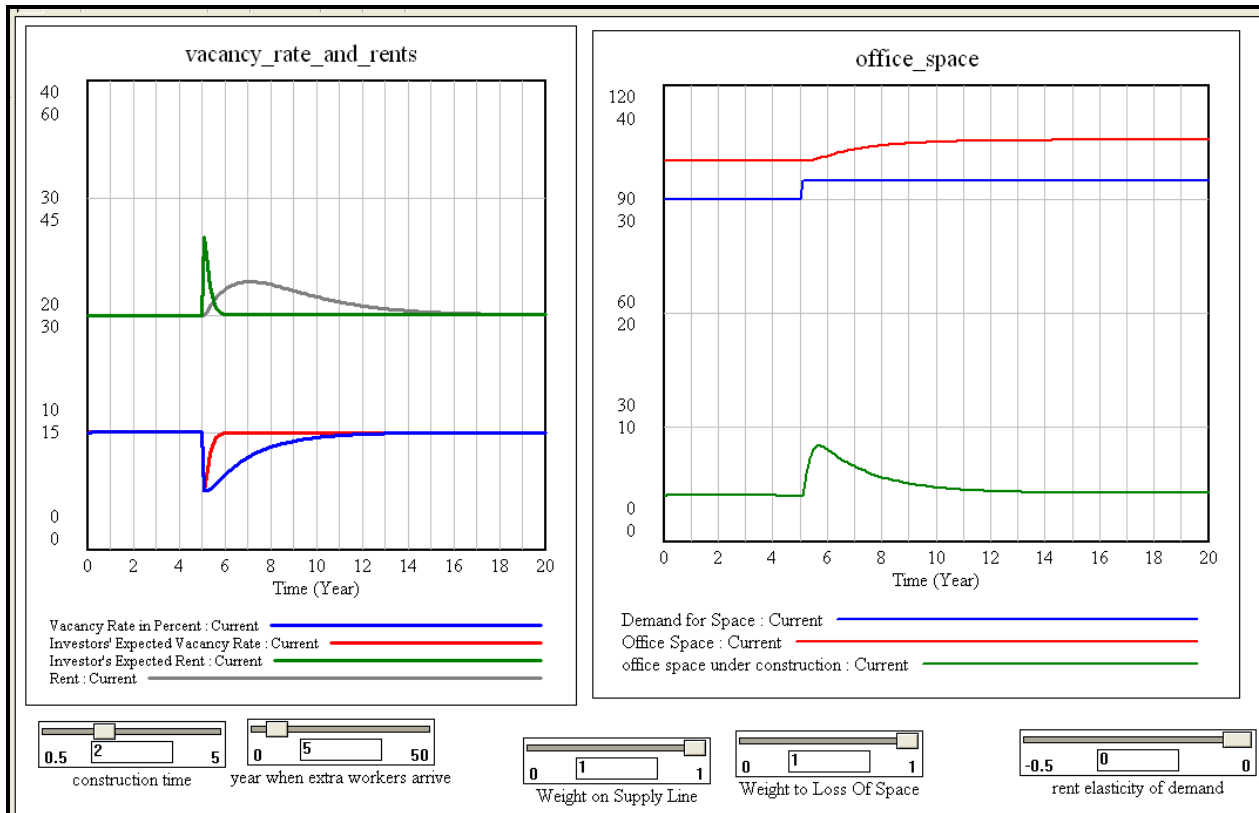 vacancy_rate_and_rents
40
60
30
45
20
30
10
15
0
0
0 2 4 6 8 10 12 14 16 18 20
Time (Year)
Vacancy Rate in Percent : Current
Investors' Expected Vacancy Rate : Current
Investor's Expected Rent : Current
Rent : Current
office_space
120
40
90
30
60
20
30
10
0
0
0 2 4 6 8 10 12 14 16 18 20
Time (Year)
Demand for Space : Current
Office Space : Current
office space under construction : Current
0.5 2 5
construction time
0 5 50
year when extra workers arrive
0 1 1
Weight on Supply Line
0 1 1
Weight to Loss Of Space
-0.5 0 0
rent elasticity of demand